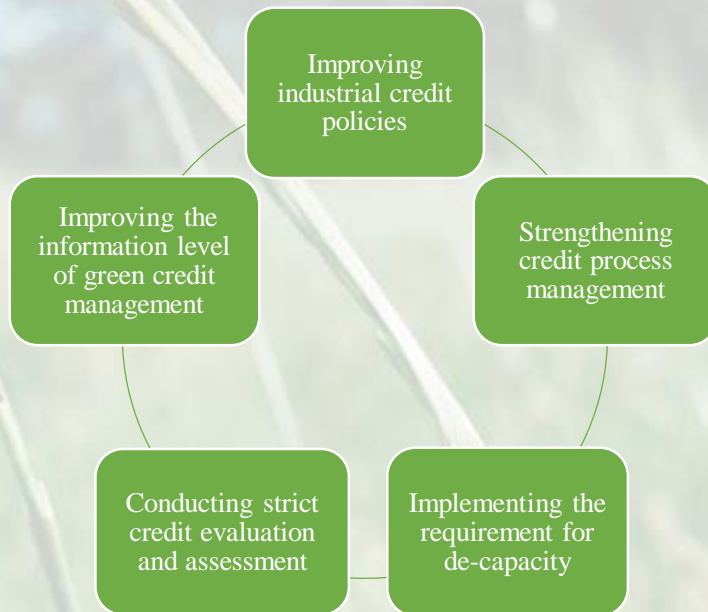 Improving
industrial credit
policies
Strengthening
credit process
management
Implementing the
requirement for
de-capacity
Conducting strict
credit evaluation
and assessment
Improving the
information level
of green credit
management